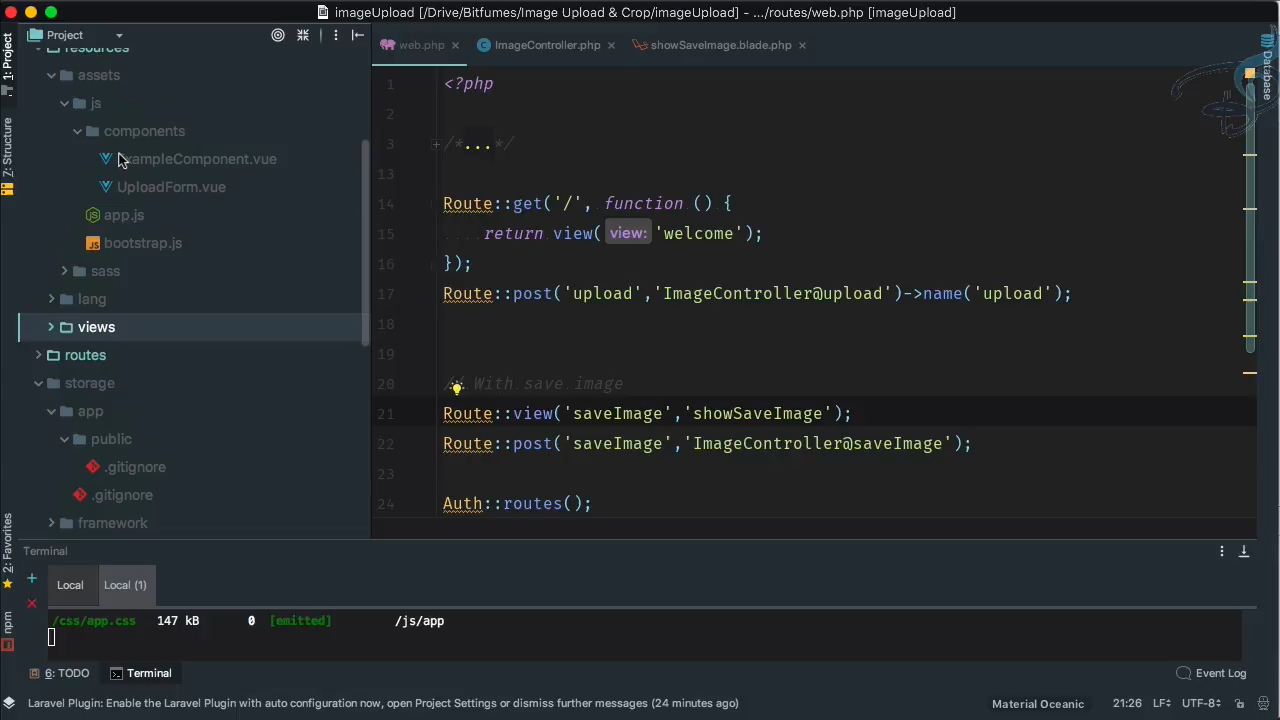 imageUpload [/Drive/Bitfumes/Image Upload & Crop/imageUpload] - .../routes/web.php [imageUpload]
1: Project
Project
web.php
ImageController.php
showSaveImage.blade.php
Database
resources
assets
js
components
ExampleComponent.vue
UploadForm.vue
app.js
bootstrap.js
sass
lang
views
routes
storage
app
public
.gitignore
.gitignore
framework
Z: Structure
2: Favorites
npm
1 <?php
2
3 /*...*/
13
14 Route::get('/', function () {
15 return view( view: 'welcome');
16 });
17 Route::post('upload','ImageController@upload')->name('upload');
18
19
20 // With save image
21 Route::view('saveImage','showSaveImage');
22 Route::post('saveImage','ImageController@saveImage');
23
24 Auth::routes();
Terminal
Local
Local (1)
/css/app.css 147 kB 0 [emitted] /js/app
6: TODO
Terminal
Event Log
Laravel Plugin: Enable the Laravel Plugin with auto configuration now, open Project Settings or dismiss further messages (24 minutes ago)
Material Oceanic
21:26
LF
UTF-8